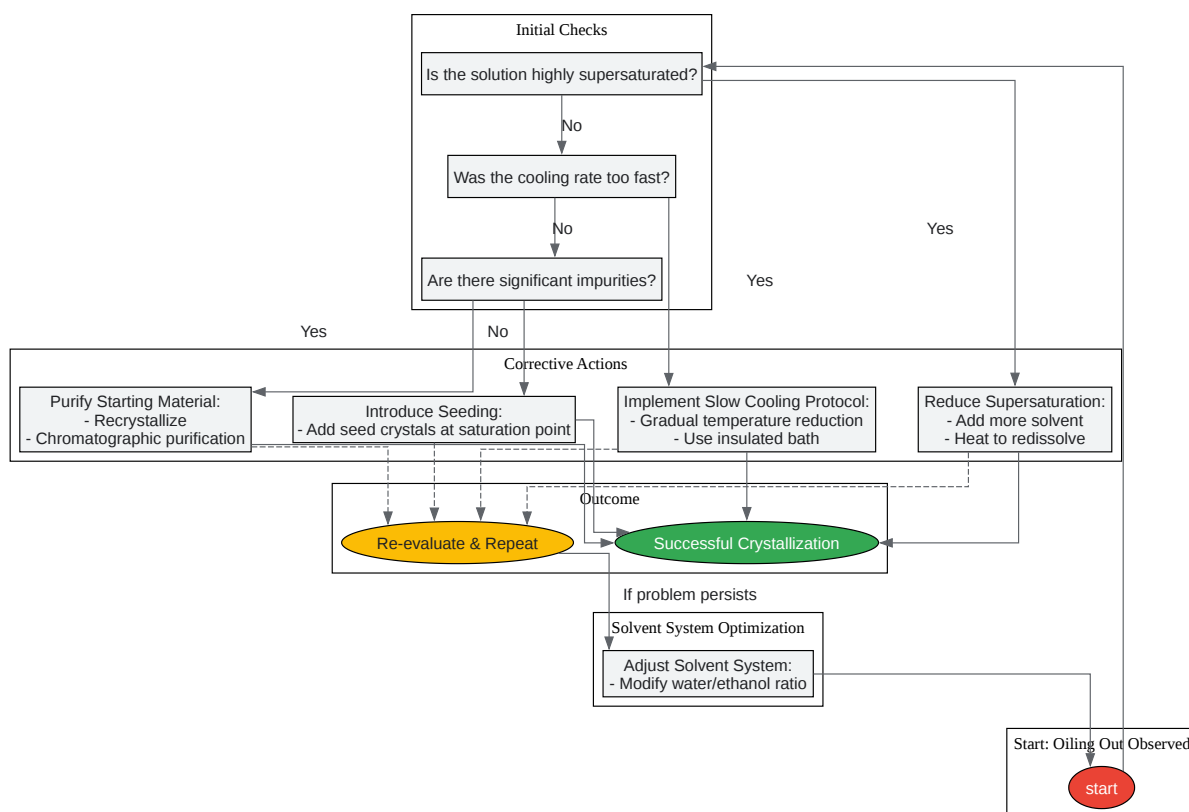 Initial Checks
Is the solution highly supersaturated?
No
Was the cooling rate too fast?
No
Yes
Are there significant impurities?
Yes
Yes
No
Corrective Actions
Purify Starting Material:
- Recrystallize
- Chromatographic purification
Introduce Seeding:
- Add seed crystals at saturation point
Implement Slow Cooling Protocol:
- Gradual temperature reduction
- Use insulated bath
Reduce Supersaturation:
- Add more solvent
- Heat to redissolve
Outcome
Re-evaluate & Repeat
Successful Crystallization
If problem persists
Solvent System Optimization
Adjust Solvent System:
- Modify water/ethanol ratio
Start: Oiling Out Observed
start